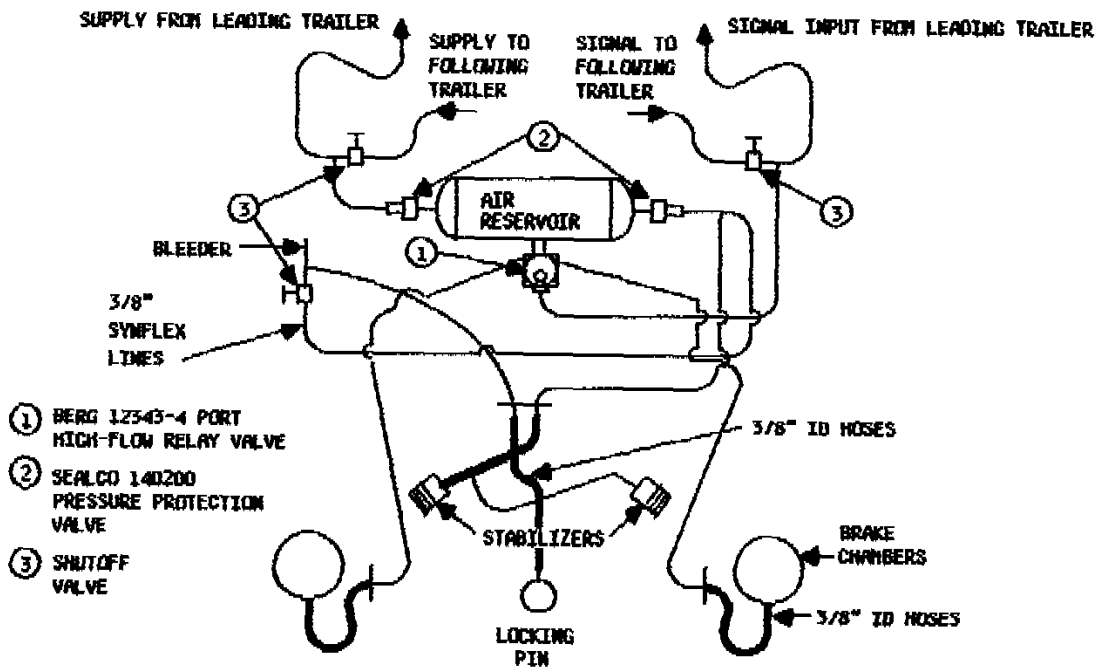 SUPPLY FROM LEADING TRAILER
SUPPLY TO
FOLLOWING
TRAILER
SIGNAL TO
FOLLOWING
TRAILER
SIGNAL INPUT FROM LEADING TRAILER
2
3
AIR
RESERVOIR
3
BLEEDER
1
3/8"
SYNFLEX
LINES
1 BERG 12343-4 PORT
HIGH-FLOW RELAY VALVE
3/8" ID HOSES
2 SEALCO 140200
PRESSURE PROTECTION
VALVE
STABILIZERS
BRAKE
CHAMBERS
3 SHUTOFF
VALVE
3/8" ID HOSES
LOCKING
PIN